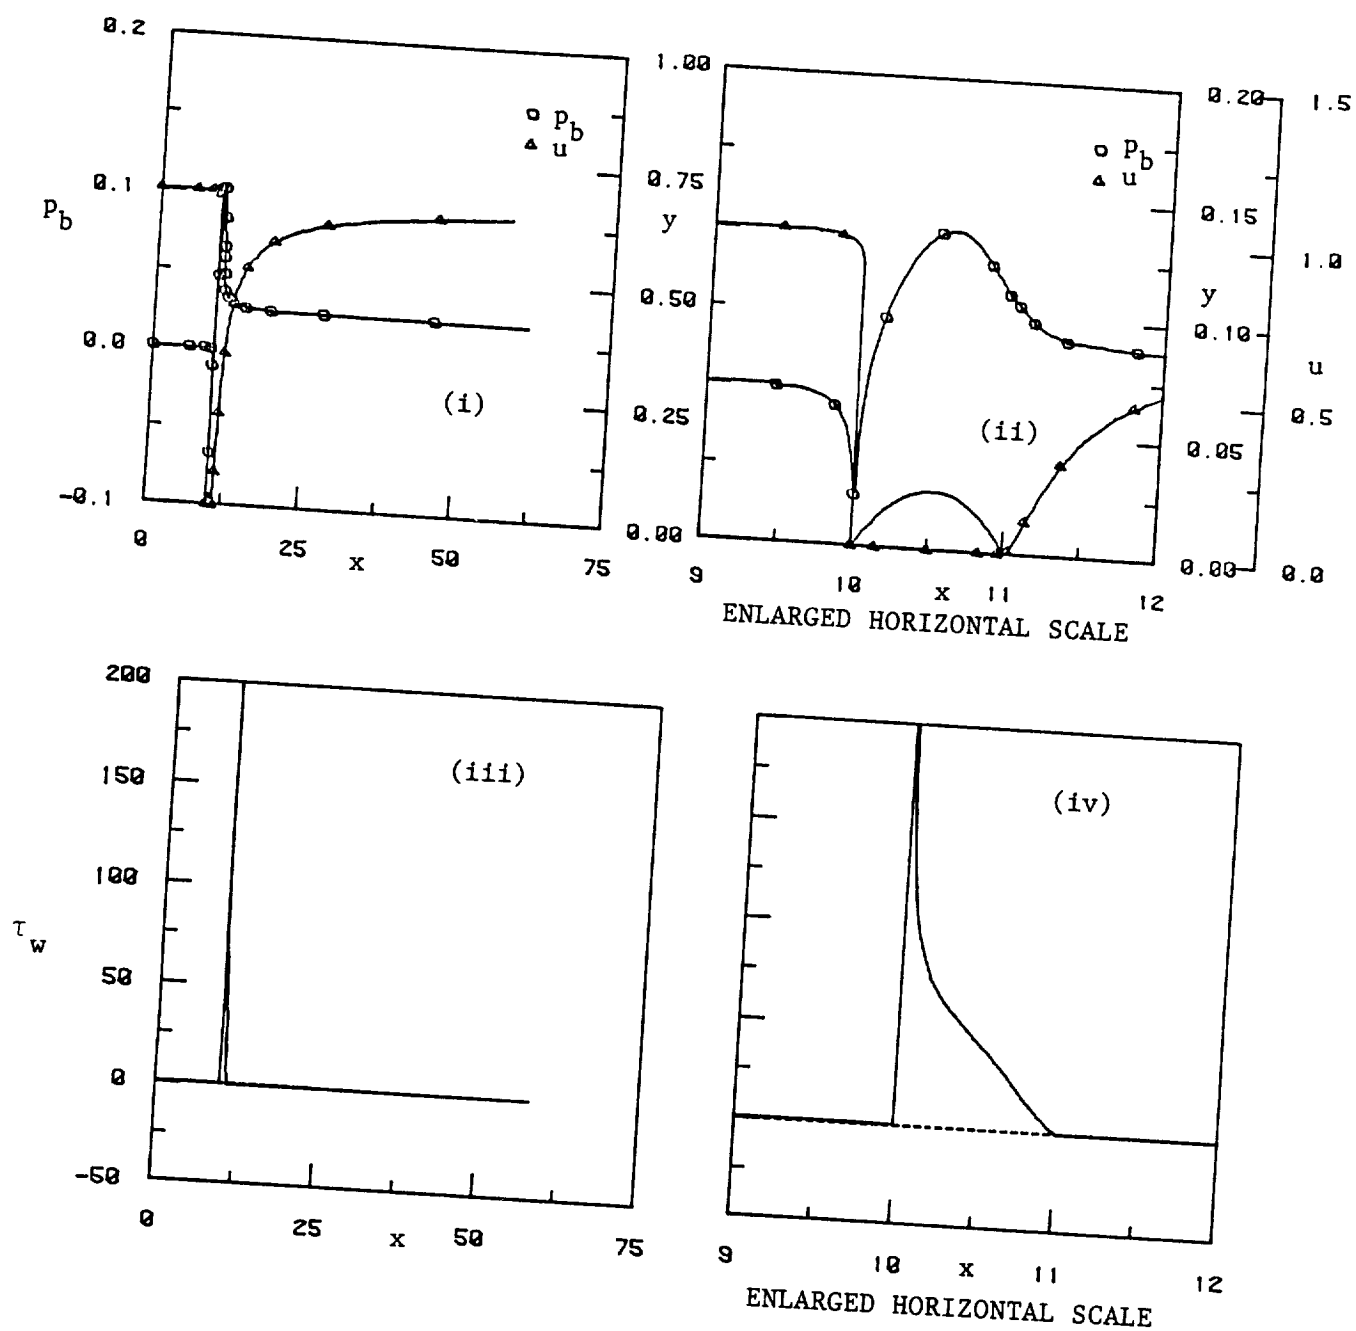 0.2
0.1
0.0
-0.1
p_b
p_b
u
(i)
0
25
50
75
x
1.00
0.75
0.50
0.25
0.00
y
p_b
u
(ii)
9
10
11
12
x
ENLARGED HORIZONTAL SCALE
0.20
0.15
0.10
0.05
0.00
y
1.5
1.0
0.5
0.0
u
200
150
100
50
0
-50
τ_w
(iii)
0
25
50
75
x
(iv)
9
10
11
12
x
ENLARGED HORIZONTAL SCALE